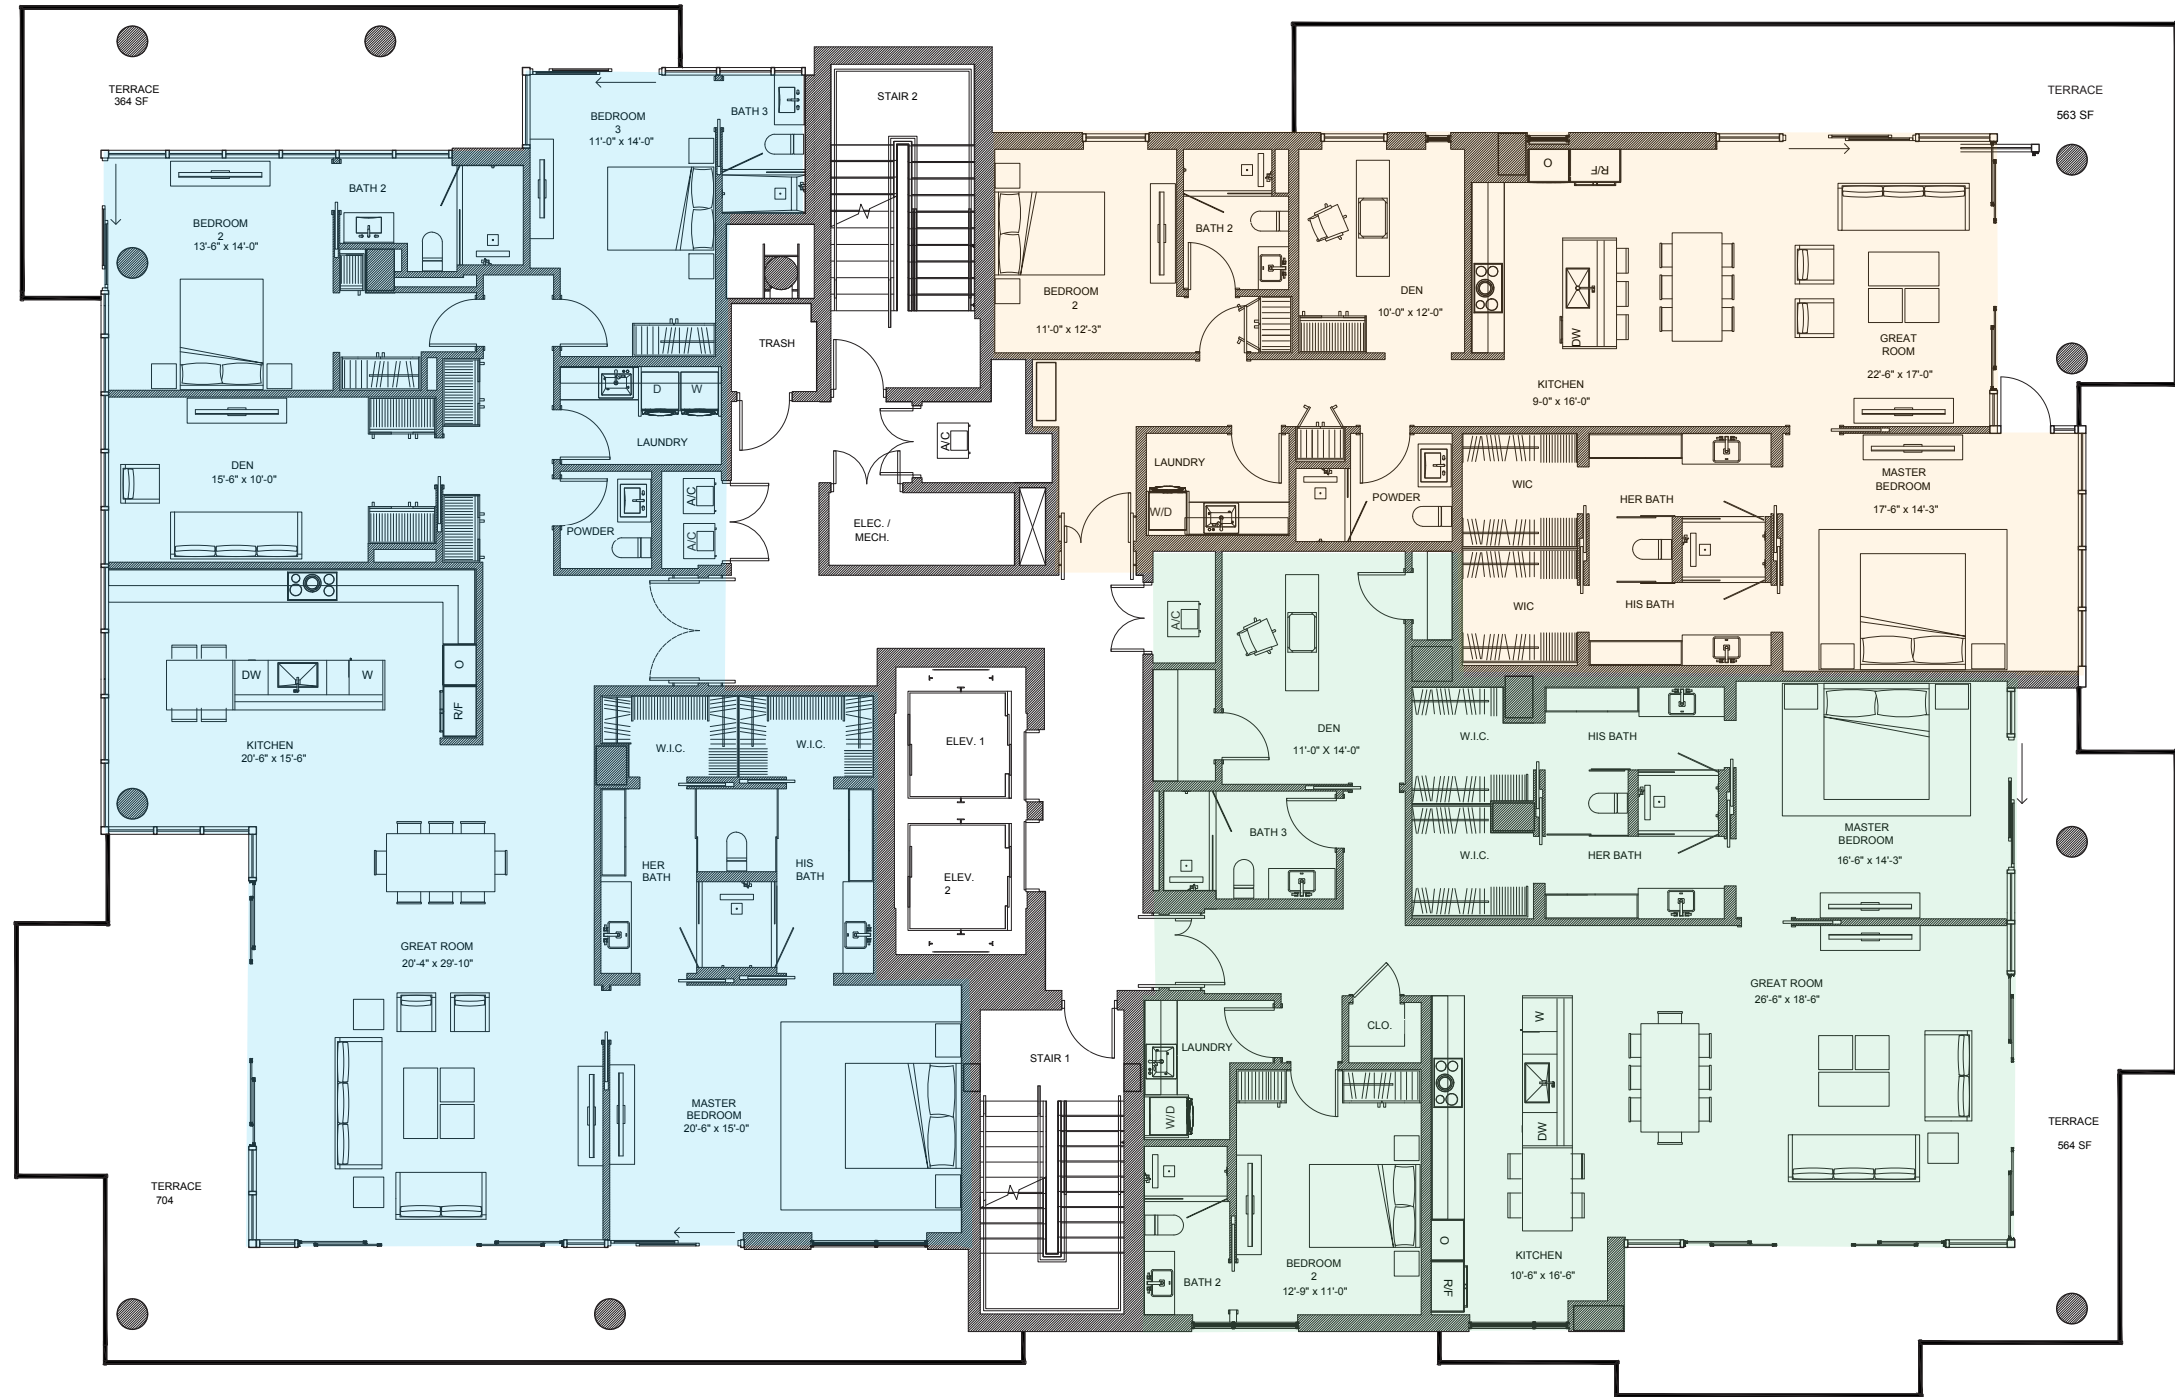 TERRACE
364 SF
BEDROOM
3
11'-0" x 14'-0"
BATH 3
STAIR 2
TERRACE
563 SF
BATH 2
BEDROOM
2
13'-6" x 14'-0"
TRASH
D
W
LAUNDRY
DEN
15'-6" x 10'-0"
POWDER
A/C
A/C
A/C
ELEC. /
MECH.
DW
W
O
R/F
KITCHEN
20'-6" x 15'-6"
BEDROOM
2
11'-0" x 12'-3"
BATH 2
DEN
10'-0" x 12'-0"
O
R/F
DW
KITCHEN
9-0" x 16'-0"
GREAT
ROOM
22'-6" x 17'-0"
LAUNDRY
W/D
POWDER
WIC
HER BATH
MASTER
BEDROOM
17'-6" x 14'-3"
WIC
HIS BATH
A/C
DEN
11'-0" X 14'-0"
W.I.C.
HIS BATH
MASTER
BEDROOM
16'-6" x 14'-3"
W.I.C.
HER BATH
BATH 3
ELEV. 1
ELEV.
2
W.I.C.
W.I.C.
HER
BATH
HIS
BATH
GREAT ROOM
20'-4" x 29'-10"
MASTER
BEDROOM
20'-6" x 15'-0"
TERRACE
704
STAIR 1
LAUNDRY
W/D
CLO.
BATH 2
BEDROOM
2
12'-9" x 11'-0"
W
DW
O
R/F
KITCHEN
10'-6" x 16'-6"
GREAT ROOM
26'-6" x 18'-6"
TERRACE
564 SF